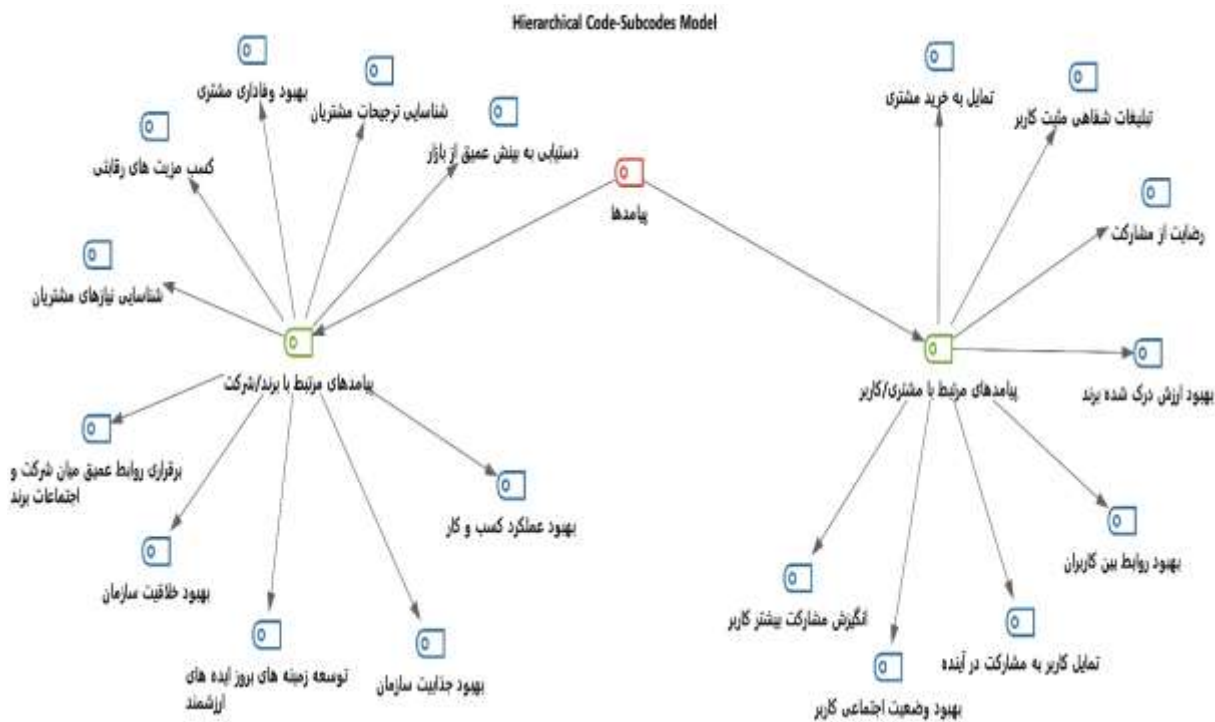 Hierarchical Code-Subcodes Model
پیامدها
تمایل به خرید مشتری
تبلیغات شفاهی مثبت کاربر
رضایت از مشارکت
بهبود ارزش درک شده برند
پیامدهای مرتبط با مشتری/کاربر
بهبود روابط بین کاربران
تمایل کاربر به مشارکت در آینده
بهبود وضعیت اجتماعی کاربر
انگیزش مشارکت بیشتر کاربر
دستیابی به بینش عمیق از بازار
شناسایی ترجیحات مشتریان
بهبود وفاداری مشتری
کسب مزیت های رقابتی
شناسایی نیازهای مشتریان
پیامدهای مرتبط با برند/شرکت
برقراری روابط عمیق میان شرکت و
اجتماعات برند
بهبود خلاقیت سازمان
توسعه زمینه های بروز ایده های
ارزشمند
بهبود جذابیت سازمان
بهبود عملکرد کسب و کار